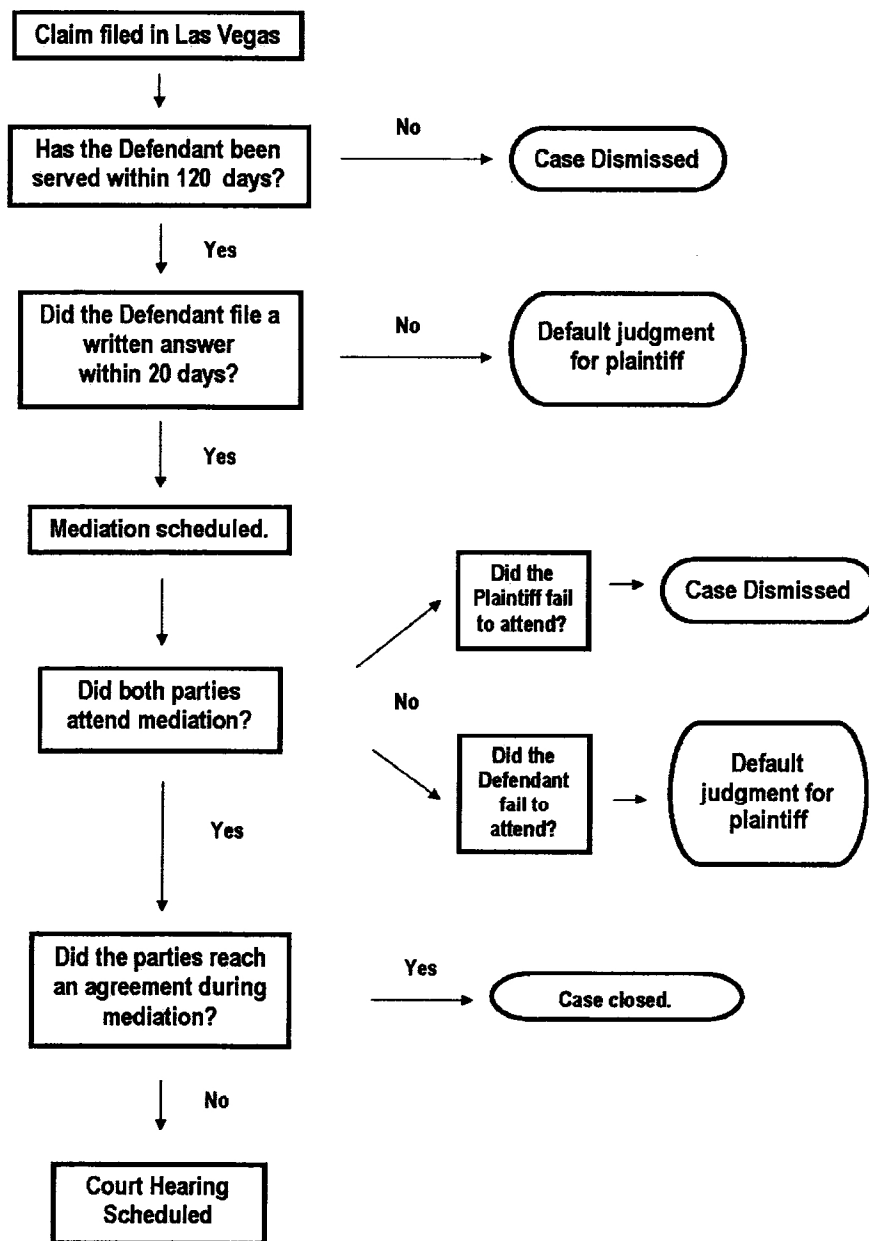 Claim filed in Las Vegas
Has the Defendant been
served within 120 days?
No
Case Dismissed
Yes
Did the Defendant file a
written answer
within 20 days?
No
Default judgment
for plaintiff
Yes
Mediation scheduled.
Did both parties
attend mediation?
No
Did the
Plaintiff fail
to attend?
Case Dismissed
Did the
Defendant
fail to
attend?
Default
judgment for
plaintiff
Yes
Did the parties reach
an agreement during
mediation?
Yes
Case closed.
No
Court Hearing
Scheduled